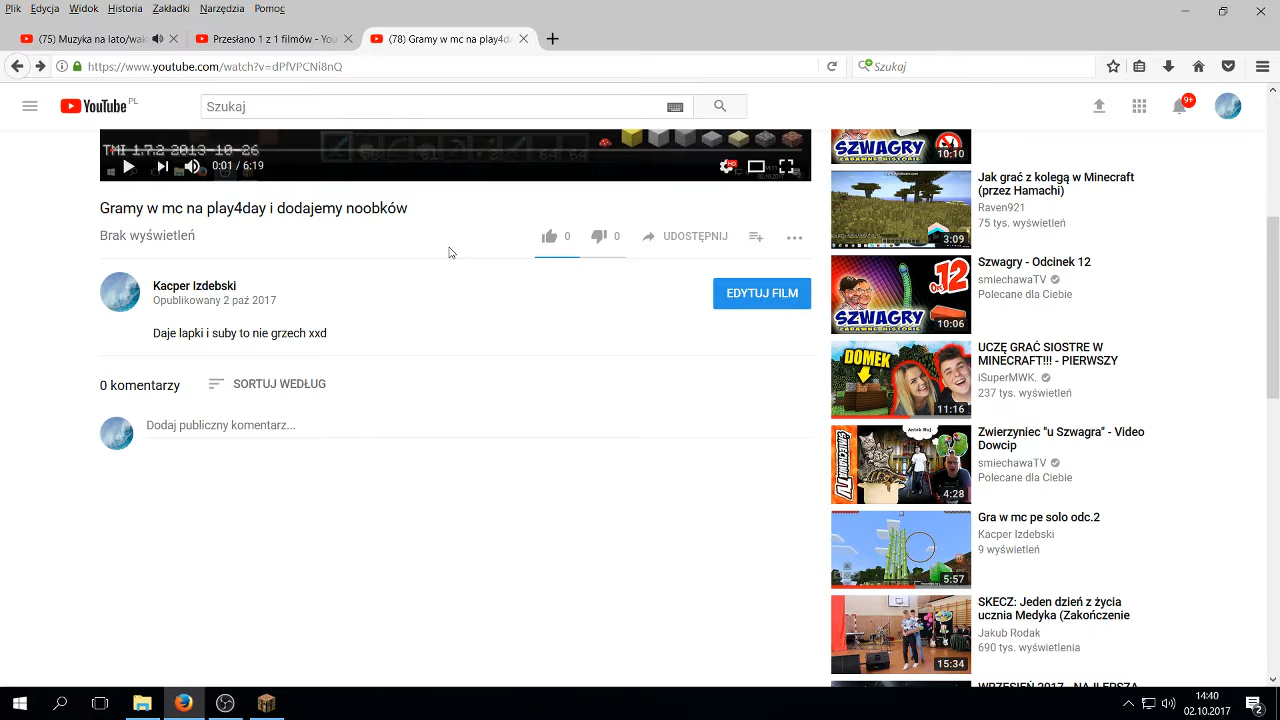 Plik Edycja Widok Historia Zakładki Narzędzia Pomoc
(75) Muzyka na lato/wak
Przesłano 1 z 1 filmów - You
(78) Gramy w mc na play4da
https://www.youtube.com/watch?v=dPfVPCNi8nQ
Szukaj
YouTube PL
Szukaj
9+
TMI 1.7.2 2013-10-26
0:01 / 6:19
HD
Gramy w mc na play4day i dodajemy noobków
Brak wyświetleń
0
0
UDOSTĘPNIJ
Kacper Izdebski
Opublikowany 2 paź 2017
EDYTUJ FILM
Daje łapki i suby to nie grzech xxd
0 komentarzy
SORTUJ WEDŁUG
Dodaj publiczny komentarz...
SZWAGRY
10:10
Jak grać z kolegą w Minecraft
(przez Hamachi)
Raven921
75 tys. wyświetleń
3:09
Szwagry - Odcinek 12
smiechawaTV
Polecane dla Ciebie
12
SZWAGRY
10:06
UCZĘ GRAĆ SIOSTRE W
MINECRAFT!!! - PIERWSZY
iSuperMWK.
237 tys. wyświetleń
DOMEK
11:16
Zwierzyniec "u Szwagra" - Video
Dowcip
smiechawaTV
Polecane dla Ciebie
4:28
Gra w mc pe solo odc.2
Kacper Izdebski
9 wyświetleń
5:57
SKECZ: Jeden dzień z życia
ucznia Medyka (Zakończenie
Jakub Rodak
690 tys. wyświetlenia
15:34
WRZESIEŃ 2017 - NAJLEPSZA
14:40
02.10.2017
2